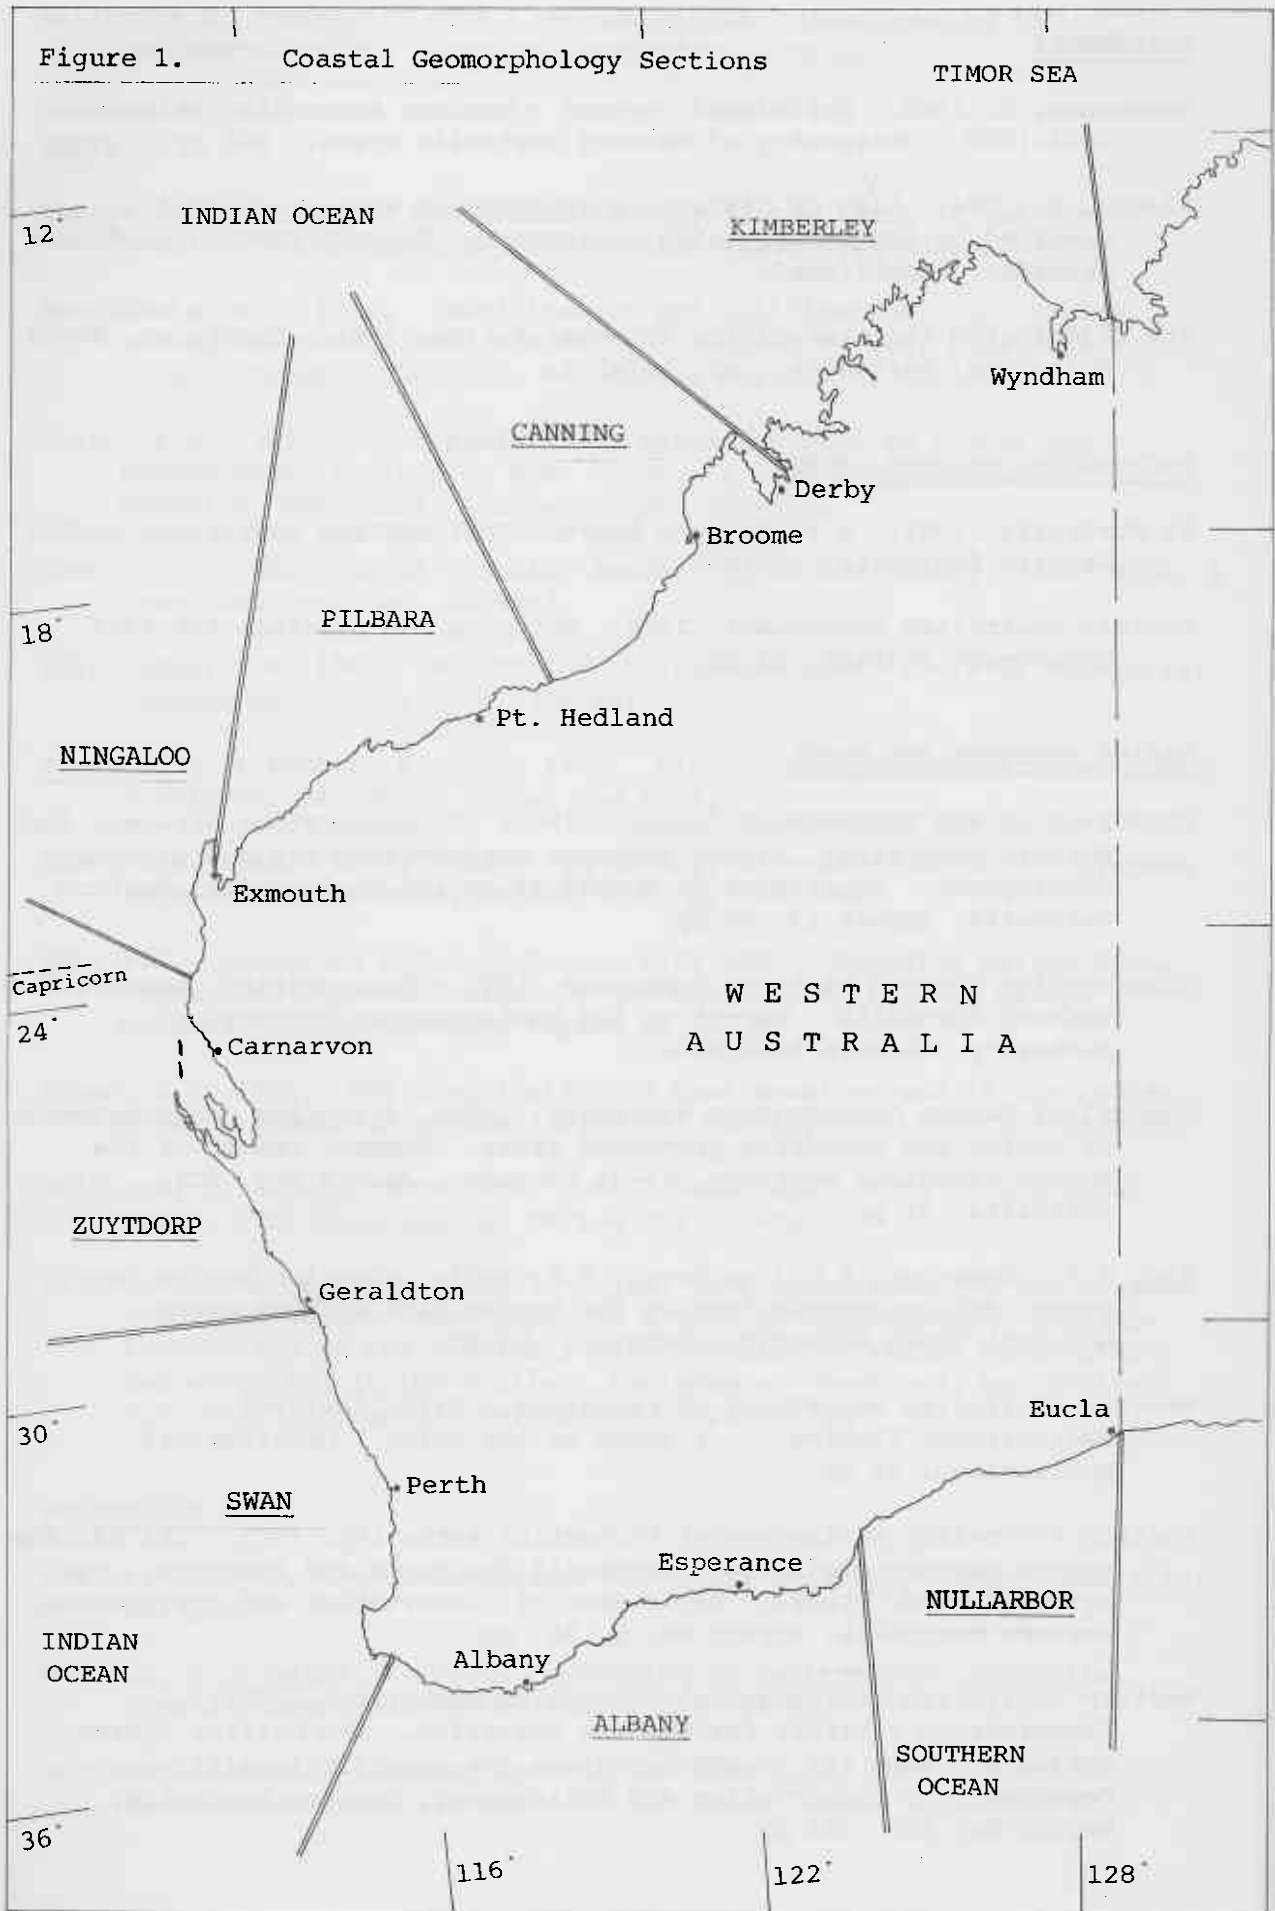 Figure 1. Coastal Geomorphology Sections
TIMOR SEA
INDIAN OCEAN
KIMBERLEY
12°
Wyndham
CANNING
Derby
Broome
PILBARA
18°
Pt. Hedland
NINGALOO
Exmouth
Capricorn
24°
WESTERN
AUSTRALIA
Carnarvon
ZUYTDORP
Geraldton
Eucla
30°
Perth
SWAN
Esperance
NULLARBOR
INDIAN
OCEAN
Albany
ALBANY
SOUTHERN
OCEAN
36°
116°
122°
128°